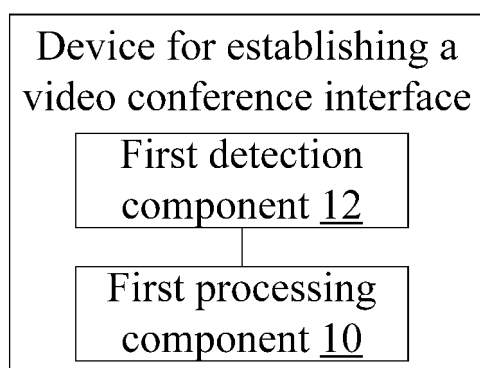 Device for establishing a
video conference interface
First detection
component 12
First processing
component 10